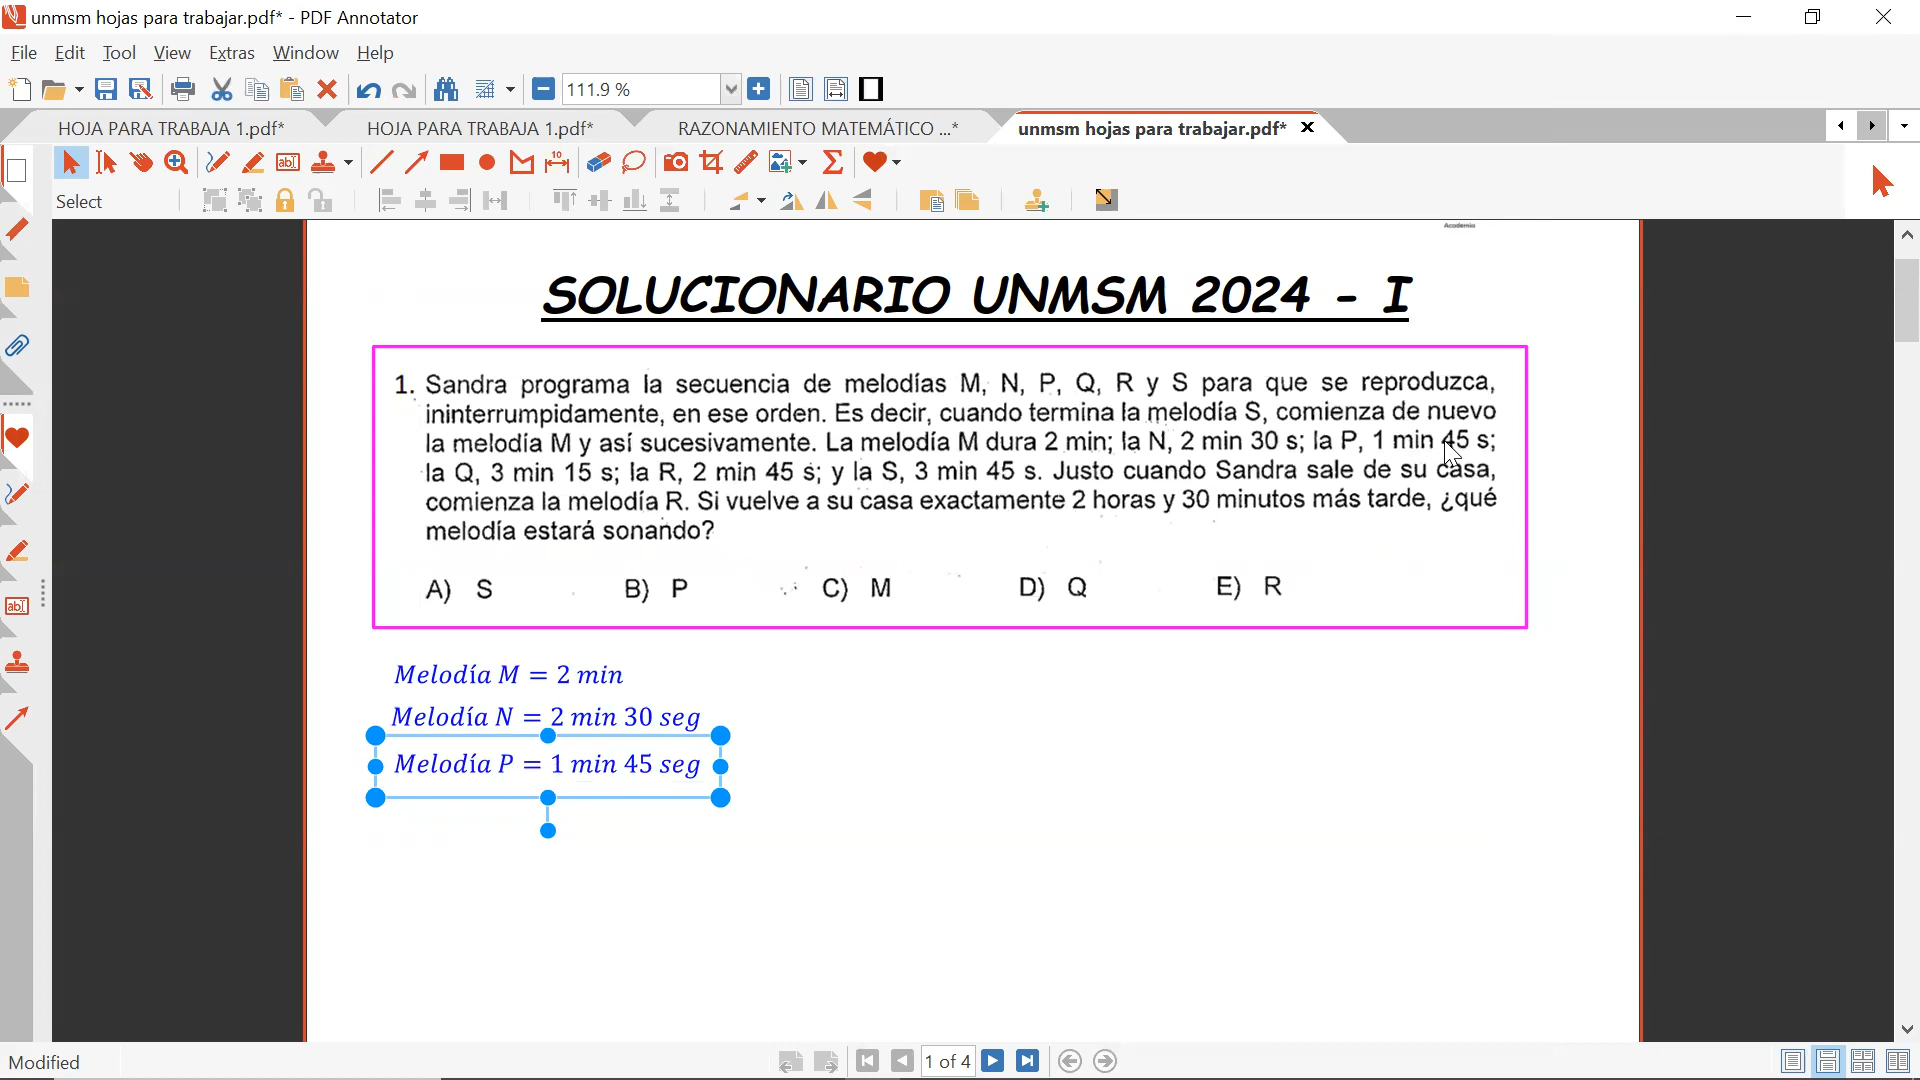 unmsm hojas para trabajar.pdf* - PDF Annotator
File Edit Tool View Extras Window Help
111.9 %
HOJA PARA TRABAJA 1.pdf*
HOJA PARA TRABAJA 1.pdf*
RAZONAMIENTO MATEMÁTICO ...*
unmsm hojas para trabajar.pdf*
Select
Academia
SOLUCIONARIO UNMSM 2024 - I
1. Sandra programa la secuencia de melodías M, N, P, Q, R y S para que se reproduzca,
ininterrumpidamente, en ese orden. Es decir, cuando termina la melodía S, comienza de nuevo
la melodía M y así sucesivamente. La melodía M dura 2 min; la N, 2 min 30 s; la P, 1 min 45 s;
la Q, 3 min 15 s; la R, 2 min 45 s; y la S, 3 min 45 s. Justo cuando Sandra sale de su casa,
comienza la melodía R. Si vuelve a su casa exactamente 2 horas y 30 minutos más tarde, ¿qué
melodía estará sonando?
A) S B) P C) M D) Q E) R
Melodía M = 2 min
Melodía N = 2 min 30 seg
Melodía P = 1 min 45 seg
Modified
1 of 4